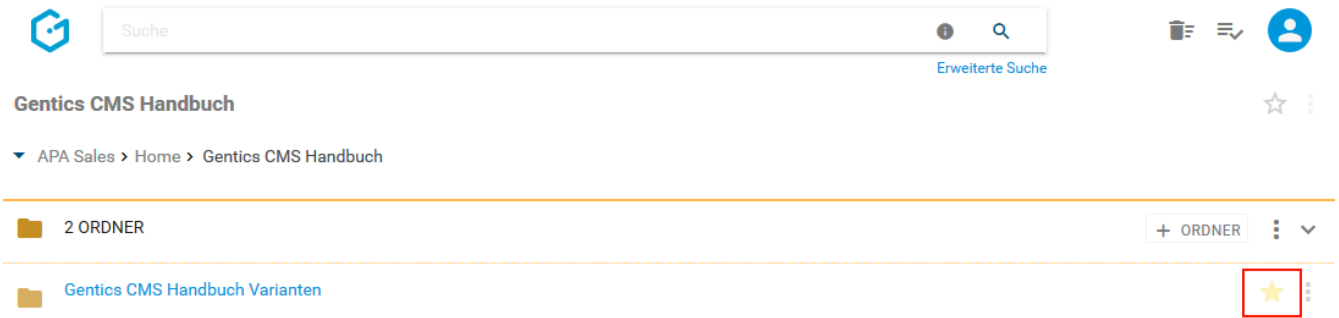 Suche
Erweiterte Suche
Gentics CMS Handbuch
APA Sales > Home > Gentics CMS Handbuch
2 ORDNER + ORDNER
Gentics CMS Handbuch Varianten